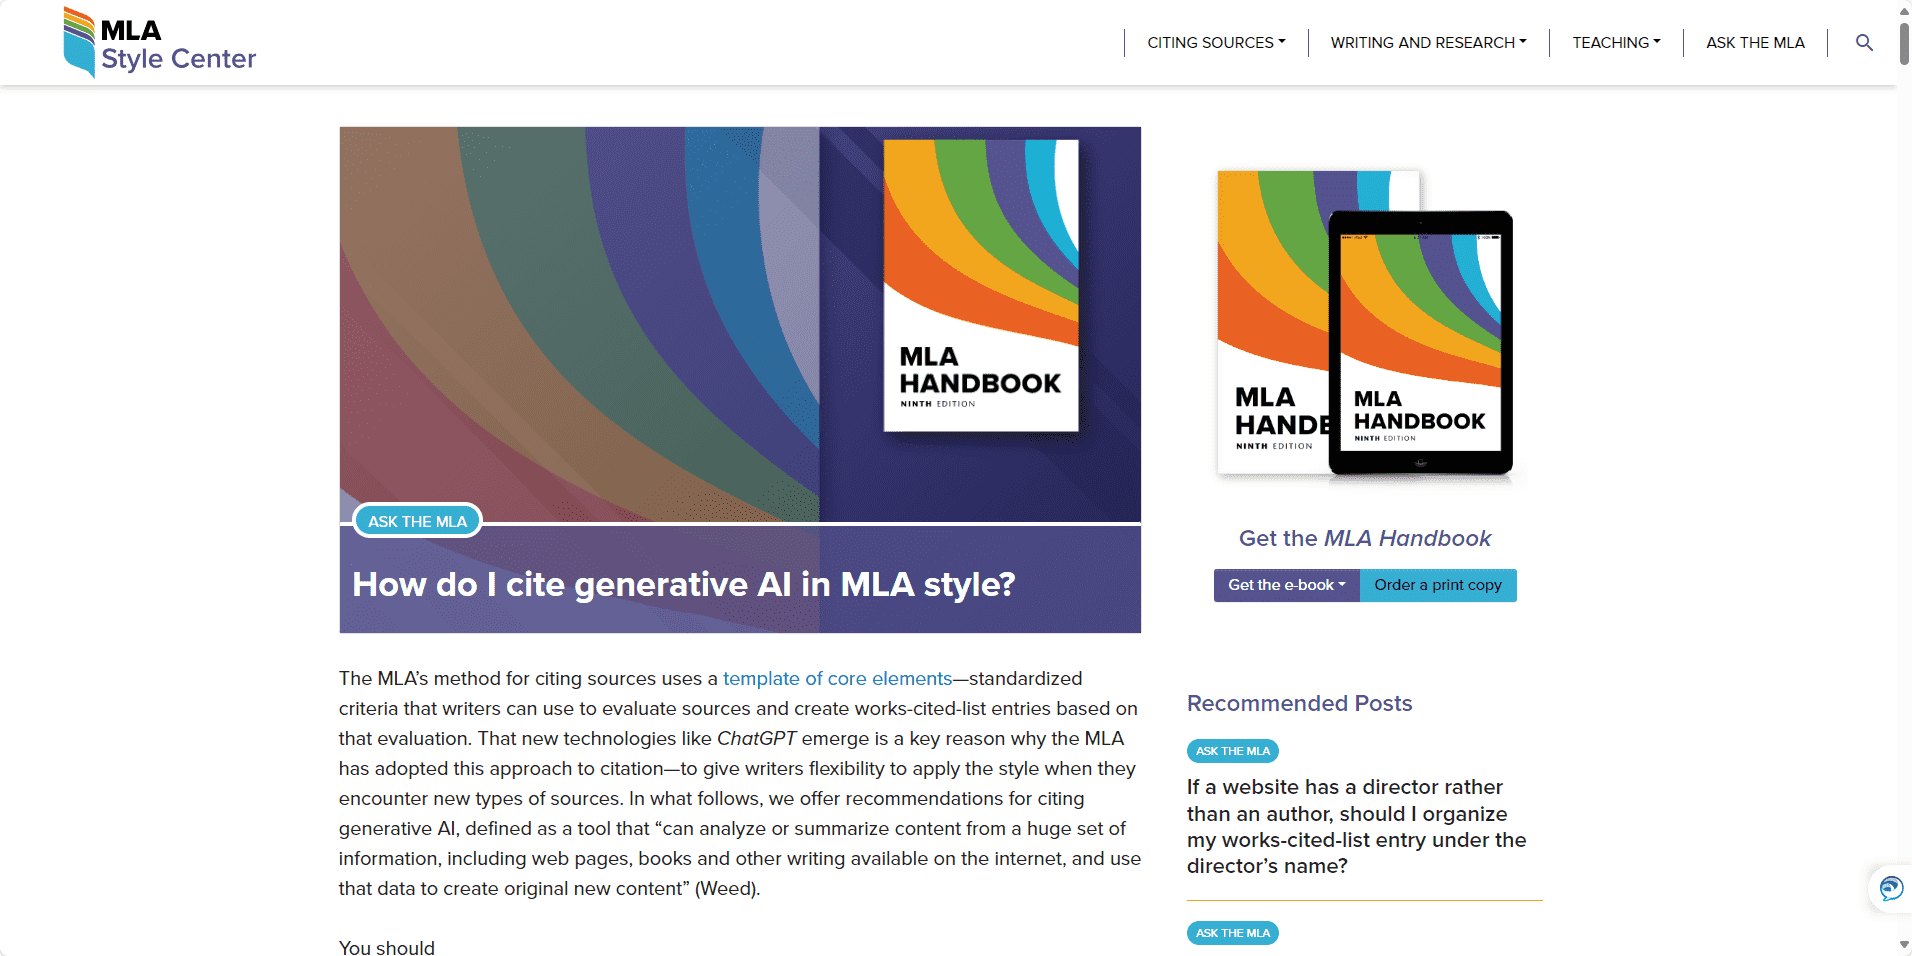 MLA
Style Center
CITING SOURCES
WRITING AND RESEARCH
TEACHING
ASK THE MLA
MLA
HANDBOOK
NINTH EDITION
ASK THE MLA
How do I cite generative AI in MLA style?
The MLA’s method for citing sources uses a template of core elements—standardized
criteria that writers can use to evaluate sources and create works-cited-list entries based on
that evaluation. That new technologies like ChatGPT emerge is a key reason why the MLA
has adopted this approach to citation—to give writers flexibility to apply the style when they
encounter new types of sources. In what follows, we offer recommendations for citing
generative AI, defined as a tool that “can analyze or summarize content from a huge set of
information, including web pages, books and other writing available on the internet, and use
that data to create original new content” (Weed).
You should
MLA
HANDB
NINTH EDITION
MLA
HANDBOOK
NINTH EDITION
Get the MLA Handbook
Get the e-book
Order a print copy
Recommended Posts
ASK THE MLA
If a website has a director rather
than an author, should I organize
my works-cited-list entry under the
director’s name?
ASK THE MLA